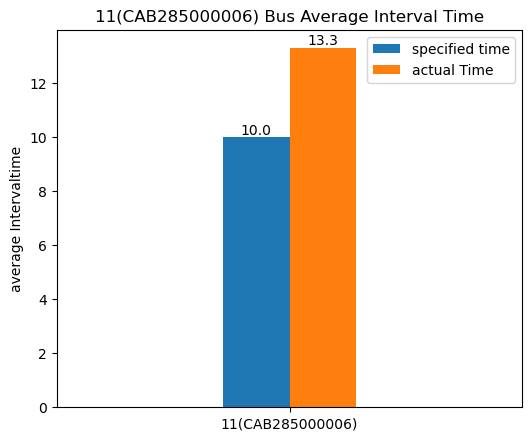 11(CAB285000006) Bus Average Interval Time
specified time
actual Time
13.3
10.0
average Intervaltime
12
10
8
6
4
2
0
11(CAB285000006)